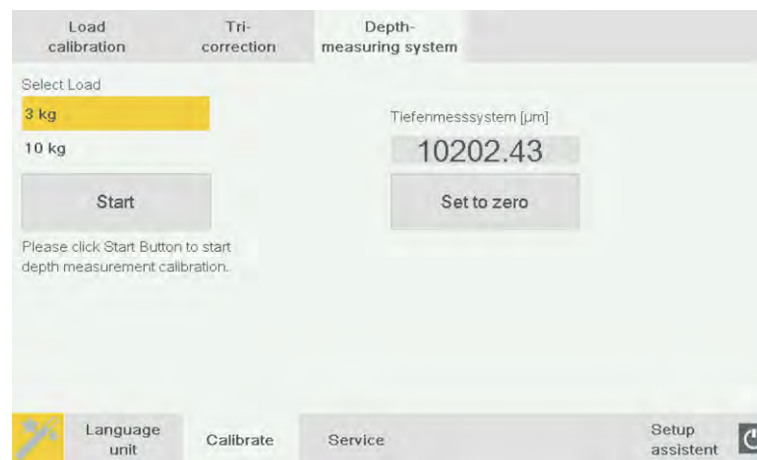 Load
calibration
Tri-
correction
Depth-
measuring system
Select Load
3 kg
10 kg
Start
Please click Start Button to start
depth measurement calibration.
Tiefenmesssystem [µm]
10202.43
Set to zero
Language
unit
Calibrate
Service
Setup
assistent